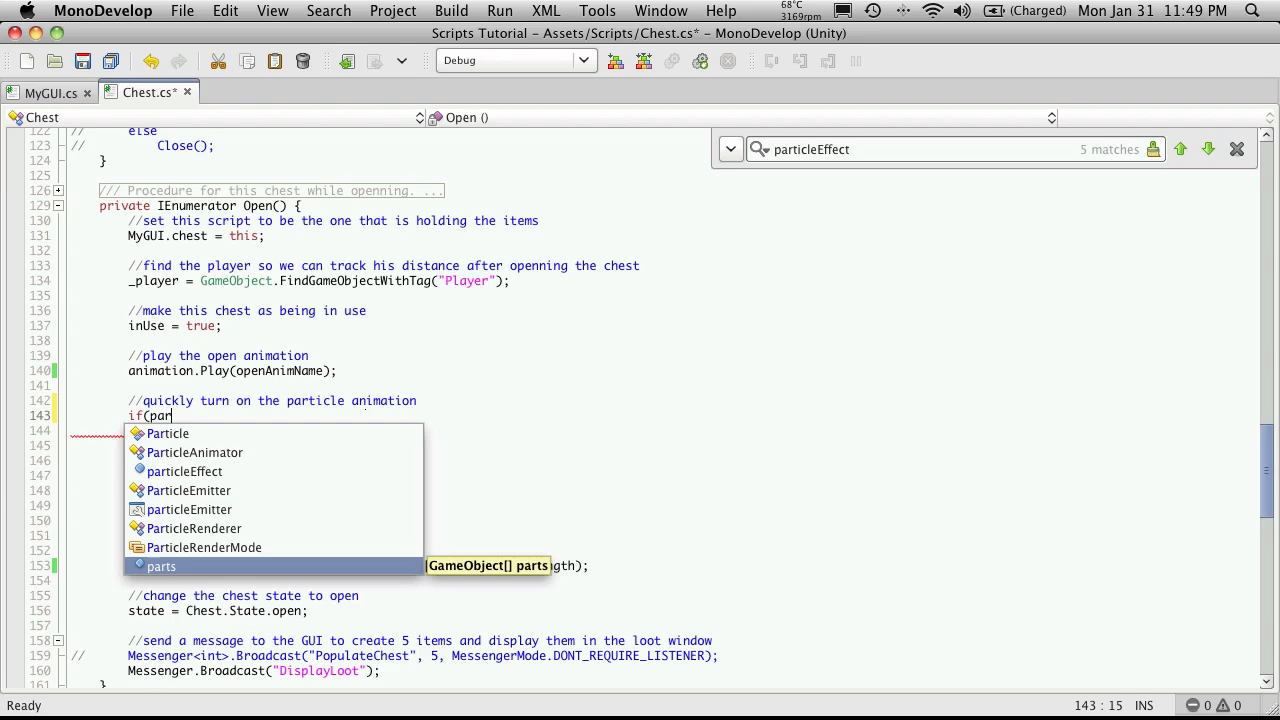 MonoDevelop File Edit View Search Project Build Run XML Tools Window Help 68°C 3169rpm (Charged) Mon Jan 31 11:49 PM
Scripts Tutorial - Assets/Scripts/Chest.cs* - MonoDevelop (Unity)
Debug
MyGUI.cs Chest.cs*
Chest Open ()
particleEffect 5 matches
122 // else
123 // Close();
124 }
125
126 /// Procedure for this chest while openning. ...
129 private IEnumerator Open() {
130 //set this script to be the one that is holding the items
131 MyGUI.chest = this;
132
133 //find the player so we can track his distance after openning the chest
134 _player = GameObject.FindGameObjectWithTag("Player");
135
136 //make this chest as being in use
137 inUse = true;
138
139 //play the open animation
140 animation.Play(openAnimName);
141
142 //quickly turn on the particle animation
143 if(par
144 Particle
145 ParticleAnimator
146 particleEffect
147 ParticleEmitter
148 particleEmitter
149 ParticleRenderer
150 ParticleRenderMode
151
152
153 parts GameObject[] parts gth);
154
155 //change the chest state to open
156 state = Chest.State.open;
158 //send a message to the GUI to create 5 items and display them in the loot window
159 // Messenger<int>.Broadcast("PopulateChest", 5, MessengerMode.DONT_REQUIRE_LISTENER);
160 Messenger.Broadcast("DisplayLoot");
161 }
Ready 143 : 15 INS 0 0